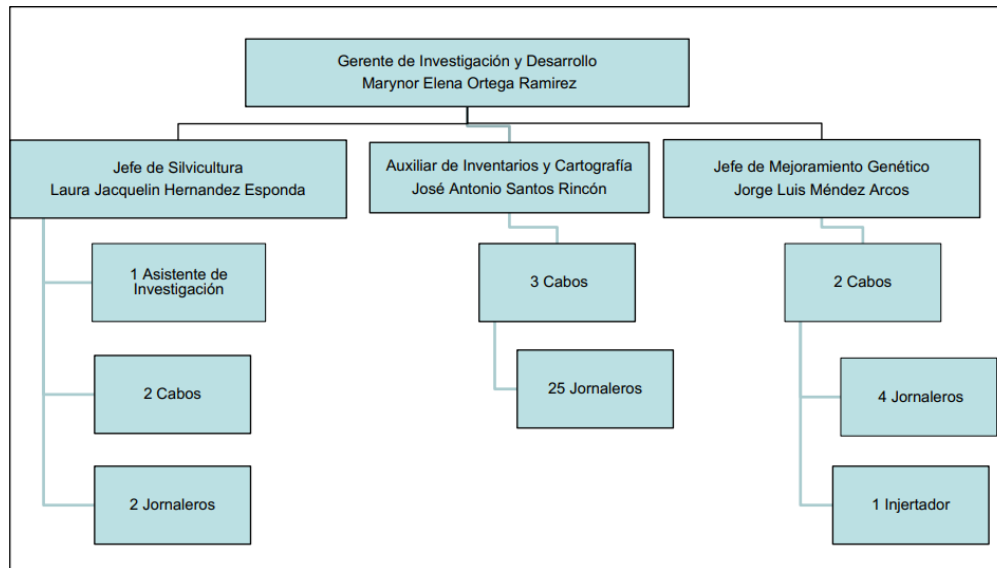 Gerente de Investigación y Desarrollo
Marynor Elena Ortega Ramirez
Jefe de Silvicultura
Laura Jacquelin Hernandez Esponda
Auxiliar de Inventarios y Cartografía
José Antonio Santos Rincón
Jefe de Mejoramiento Genético
Jorge Luis Méndez Arcos
1 Asistente de
Investigación
3 Cabos
2 Cabos
2 Cabos
25 Jornaleros
4 Jornaleros
2 Jornaleros
1 Injertador